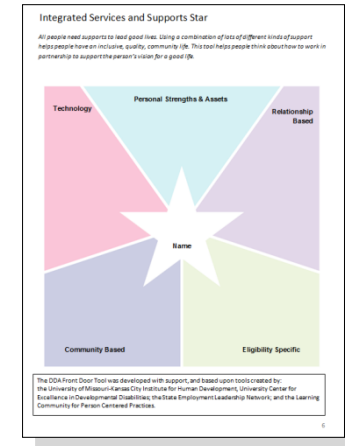 Integrated Services and Supports Star
All people need supports to lead good lives. Using a combination of lots of different kinds of support
helps people have an inclusive, quality, community life. This tool helps people think about how to work in
partnership to support the person's vision for a good life.
Personal Strengths & Assets
Technology
Relationship
Based
Name
Community Based
Eligibility Specific
The DDA Front Door Tool was developed with support, and based upon tools created by:
the University of Missouri-Kansas City Institute for Human Development, University Center for
Excellence in Developmental Disabilities; the State Employment Leadership Network; and the Learning
Community for Person Centered Practices.
6